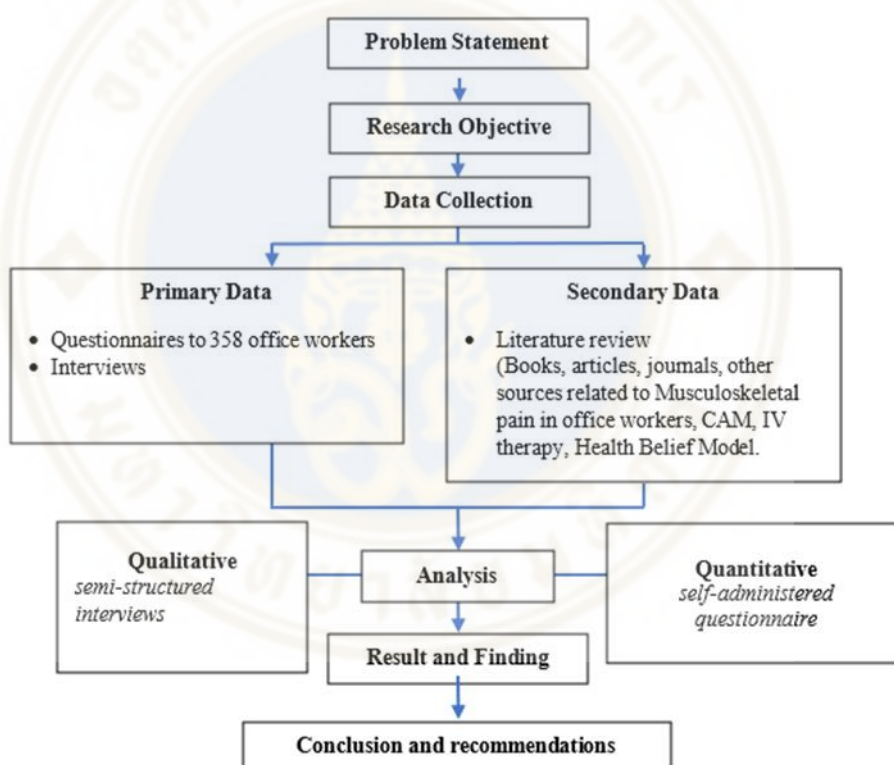 Problem Statement
Research Objective
Data Collection
Primary Data
• Questionnaires to 358 office workers
• Interviews
Secondary Data
• Literature review
(Books, articles, journals, other
sources related to Musculoskeletal
pain in office workers, CAM, IV
therapy, Health Belief Model.
Qualitative
semi-structured
interviews
Analysis
Quantitative
self-administered
questionnaire
Result and Finding
Conclusion and recommendations